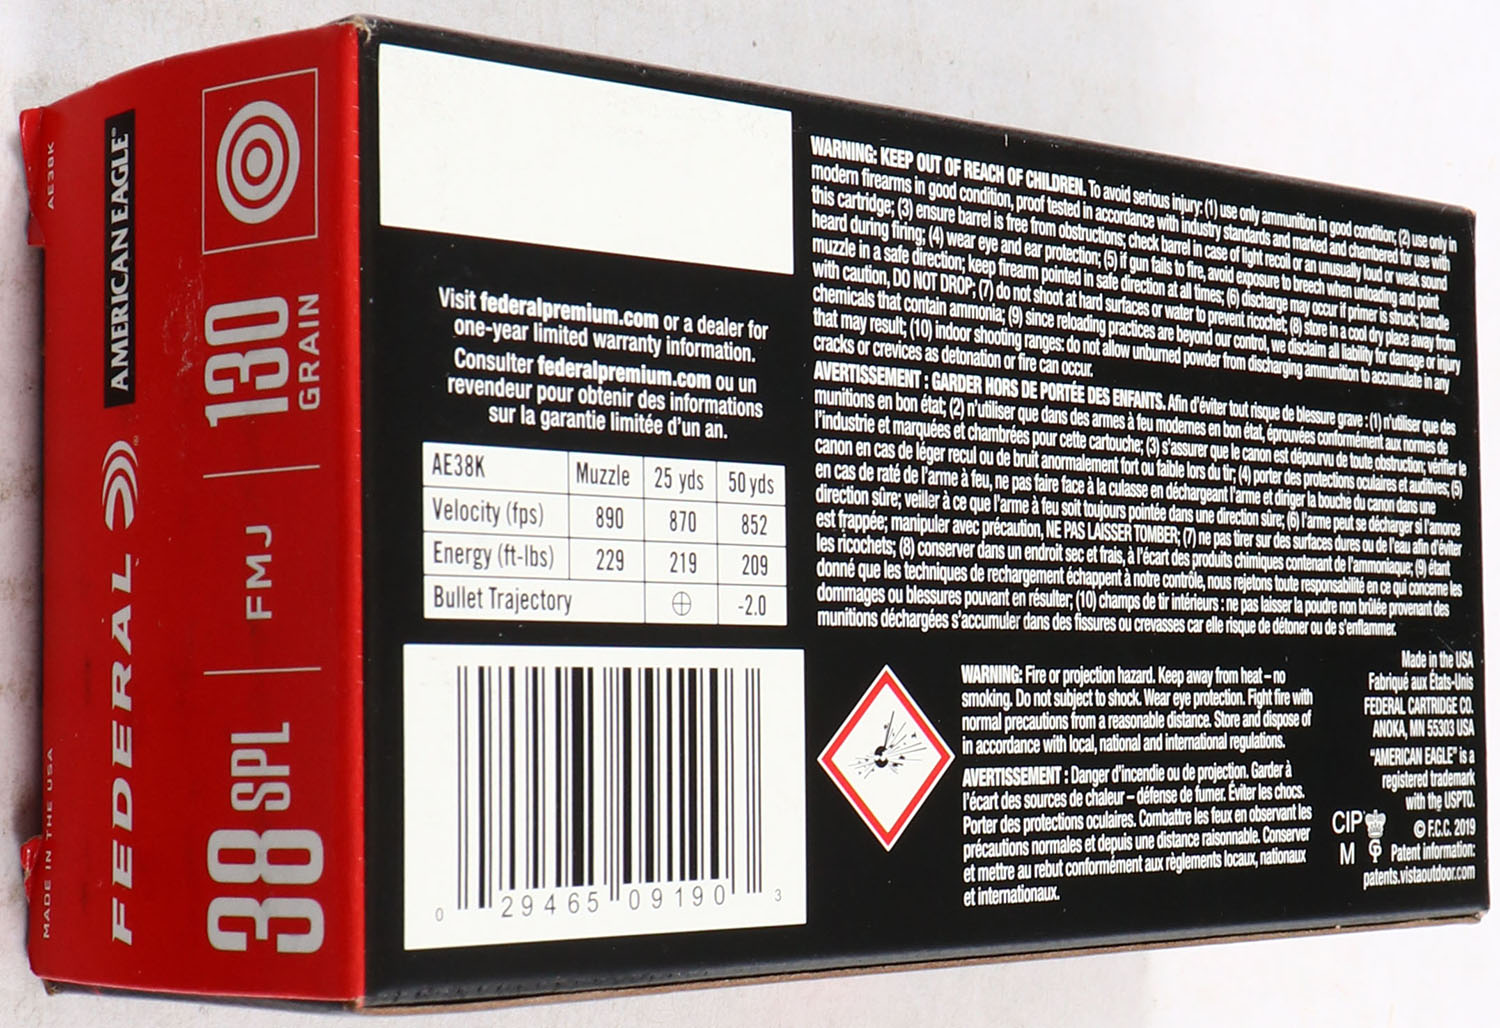 AE38K
MADE IN THE USA
FEDERAL® AMERICAN EAGLE®
38 SPL FMJ 130 GRAIN
Visit federalpremium.com or a dealer for
one-year limited warranty information.
Consulter federalpremium.com ou un
revendeur pour obtenir des informations
sur la garantie limitée d'un an.
AE38K Muzzle 25 yds 50 yds
Velocity (fps) 890 870 852
Energy (ft-lbs) 229 219 209
Bullet Trajectory ⊕ -2.0
0 29465 09190 3
WARNING: KEEP OUT OF REACH OF CHILDREN. To avoid serious injury: (1) use only ammunition in good condition; (2) use only in
modern firearms in good condition, proof tested in accordance with industry standards and marked and chambered for use with
this cartridge; (3) ensure barrel is free from obstructions; check barrel in case of light recoil or an unusually loud or weak sound
heard during firing; (4) wear eye and ear protection; (5) if gun fails to fire, avoid exposure to breech when unloading and point
muzzle in a safe direction; keep firearm pointed in safe direction at all times; (6) discharge may occur if primer is struck; handle
with caution, DO NOT DROP; (7) do not shoot at hard surfaces or water to prevent ricochet; (8) store in a cool dry place away from
chemicals that contain ammonia; (9) since reloading practices are beyond our control, we disclaim all liability for damage or injury
that may result; (10) indoor shooting ranges: do not allow unburned powder from discharging ammunition to accumulate in any
cracks or crevices as detonation or fire can occur.
AVERTISSEMENT : GARDER HORS DE PORTÉE DES ENFANTS. Afin d'éviter tout risque de blessure grave : (1) n'utiliser que des
munitions en bon état; (2) n'utiliser que dans des armes à feu modernes en bon état, éprouvées conformément aux normes de
l'industrie et marquées et chambrées pour cette cartouche; (3) s'assurer que le canon est dépourvu de toute obstruction; vérifier le
canon en cas de léger recul ou de bruit anormalement fort ou faible lors du tir; (4) porter des protections oculaires et auditives; (5)
en cas de raté de l'arme à feu, ne pas faire face à la culasse en déchargeant l'arme et diriger la bouche du canon dans une
direction sûre; veiller à ce que l'arme à feu soit toujours pointée dans une direction sûre; (6) l'arme peut se décharger si l'amorce
est frappée; manipuler avec précaution, NE PAS LAISSER TOMBER; (7) ne pas tirer sur des surfaces dures ou de l'eau afin d'éviter
les ricochets; (8) conserver dans un endroit sec et frais, à l'écart des produits chimiques contenant de l'ammoniaque; (9) étant
donné que les techniques de rechargement échappent à notre contrôle, nous rejetons toute responsabilité en ce qui concerne les
dommages ou blessures pouvant en résulter; (10) champs de tir intérieurs : ne pas laisser la poudre non brûlée provenant des
munitions déchargées s'accumuler dans des fissures ou crevasses car elle risque de détoner ou de s'enflammer.
WARNING: Fire or projection hazard. Keep away from heat – no
smoking. Do not subject to shock. Wear eye protection. Fight fire with
normal precautions from a reasonable distance. Store and dispose of
in accordance with local, national and international regulations.
AVERTISSEMENT : Danger d'incendie ou de projection. Garder à
l'écart des sources de chaleur – défense de fumer. Éviter les chocs.
Porter des protections oculaires. Combattre les feux en observant les
précautions normales et depuis une distance raisonnable. Conserver
et mettre au rebut conformément aux règlements locaux, nationaux
et internationaux.
Made in the USA
Fabriqué aux États-Unis
FEDERAL CARTRIDGE CO.
ANOKA, MN 55303 USA
"AMERICAN EAGLE" is a
registered trademark
with the USPTO.
© F.C.C. 2019
Patent information:
patents.vistaoutdoor.com
CIP
M